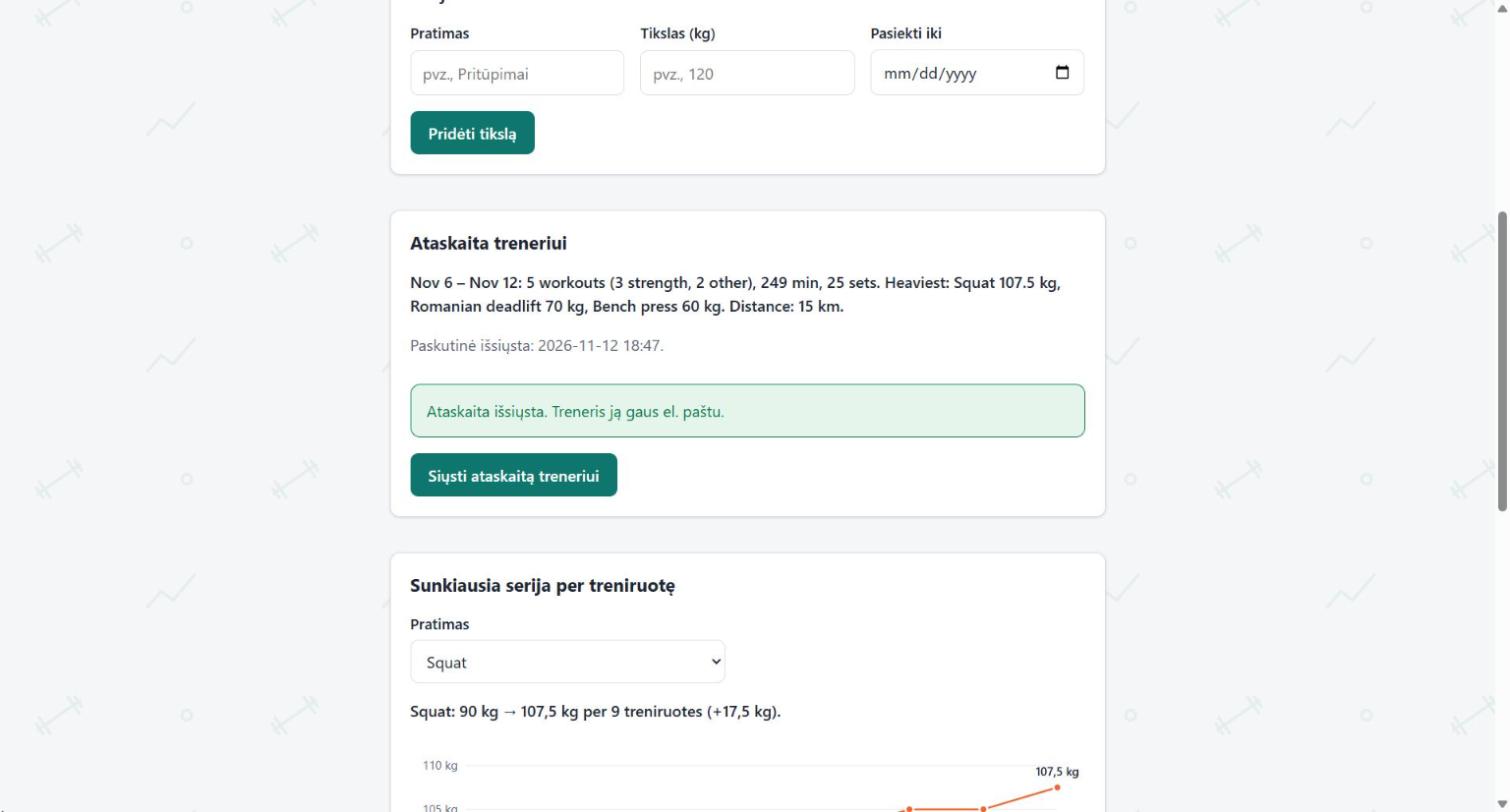 Pratimas
Tikslas (kg)
Pasiekti iki
pvz., Pritūpimai
pvz., 120
mm/dd/yyyy
Pridėti tikslą
Ataskaita treneriui
Nov 6 – Nov 12: 5 workouts (3 strength, 2 other), 249 min, 25 sets. Heaviest: Squat 107.5 kg,
Romanian deadlift 70 kg, Bench press 60 kg. Distance: 15 km.
Paskutinė išsiųsta: 2026-11-12 18:47.
Ataskaita išsiųsta. Treneris ją gaus el. paštu.
Siųsti ataskaitą treneriui
Sunkiausia serija per treniruotę
Pratimas
Squat
Squat: 90 kg → 107,5 kg per 9 treniruotes (+17,5 kg).
110 kg
107,5 kg
105 kg